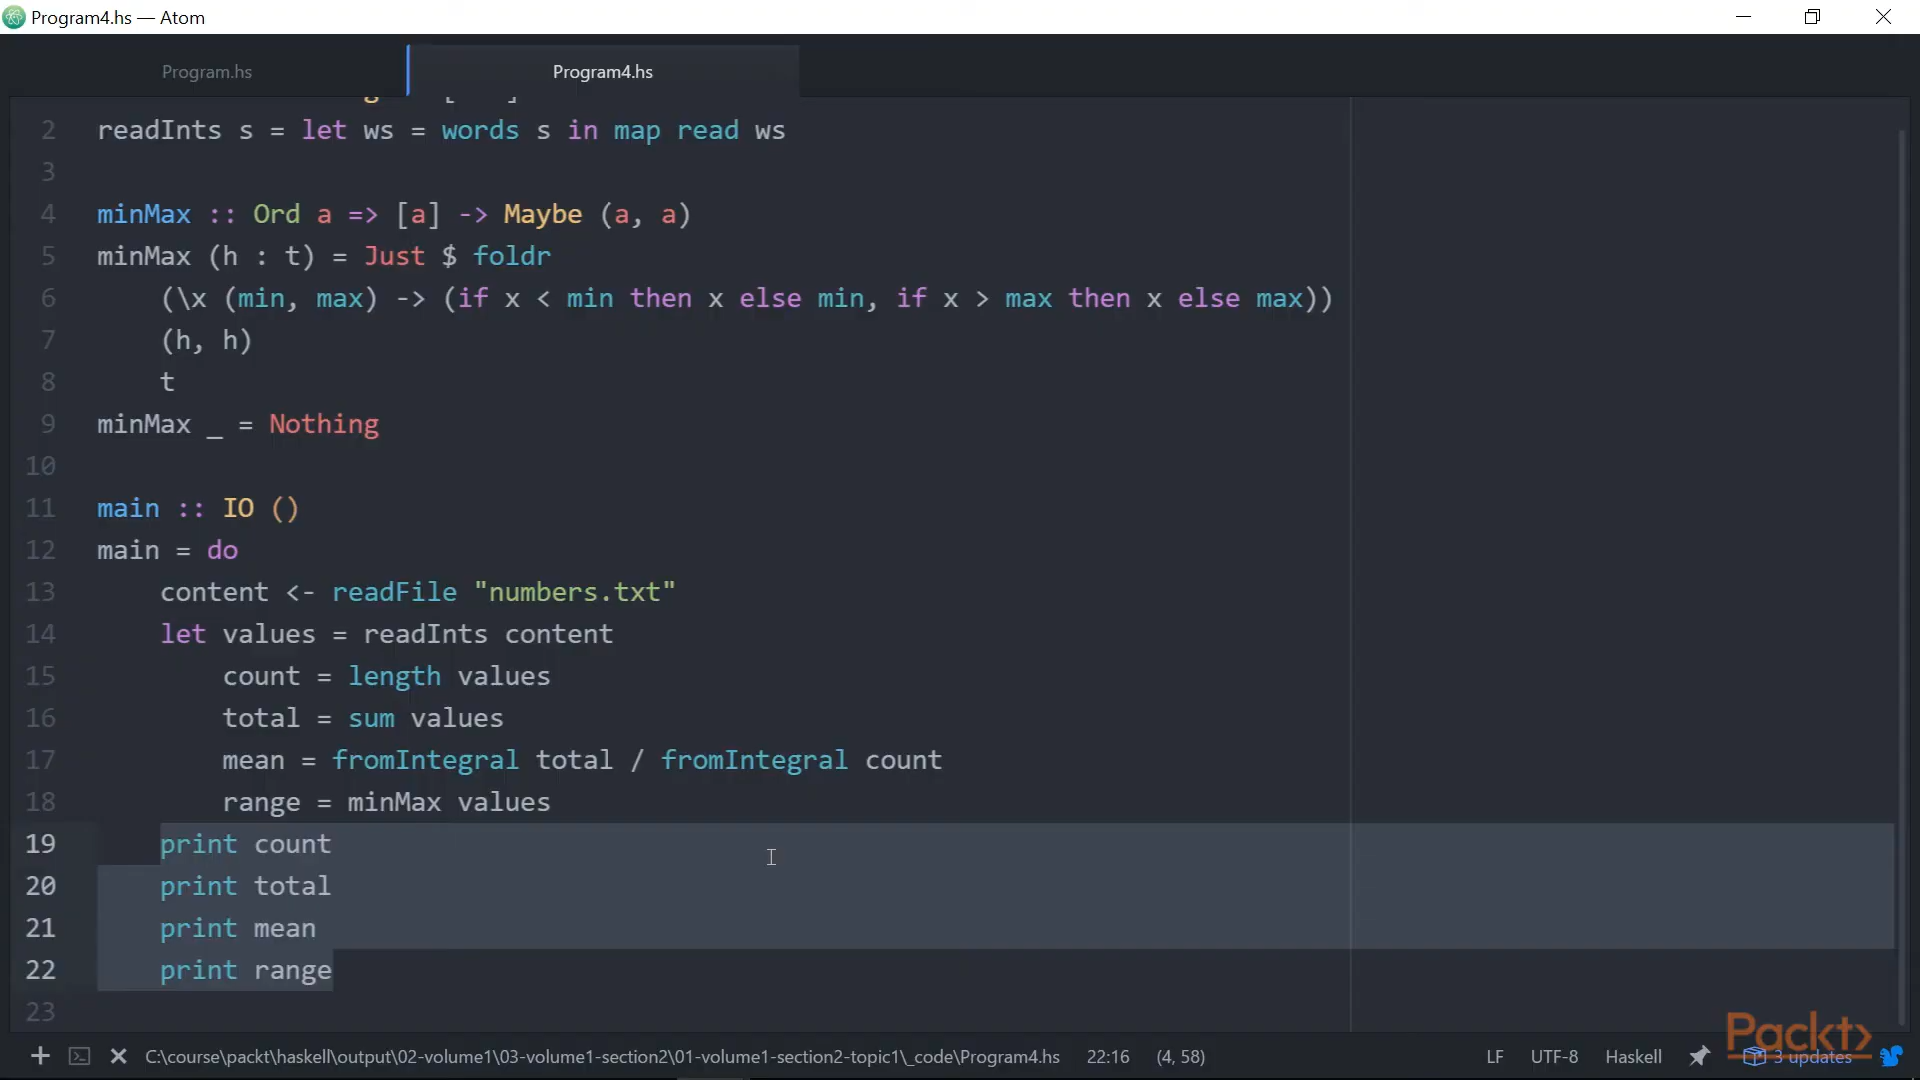 Program4.hs — Atom
Program.hs
Program4.hs
2 readInts s = let ws = words s in map read ws
3
4 minMax :: Ord a => [a] -> Maybe (a, a)
5 minMax (h : t) = Just $ foldr
6 (\x (min, max) -> (if x < min then x else min, if x > max then x else max))
7 (h, h)
8 t
9 minMax _ = Nothing
10
11 main :: IO ()
12 main = do
13 content <- readFile "numbers.txt"
14 let values = readInts content
15 count = length values
16 total = sum values
17 mean = fromIntegral total / fromIntegral count
18 range = minMax values
19 print count
20 print total
21 print mean
22 print range
23
Packt>
C:\course\packt\haskell\output\02-volume1\03-volume1-section2\01-volume1-section2-topic1\_code\Program4.hs 22:16 (4, 58) LF UTF-8 Haskell 3 updates